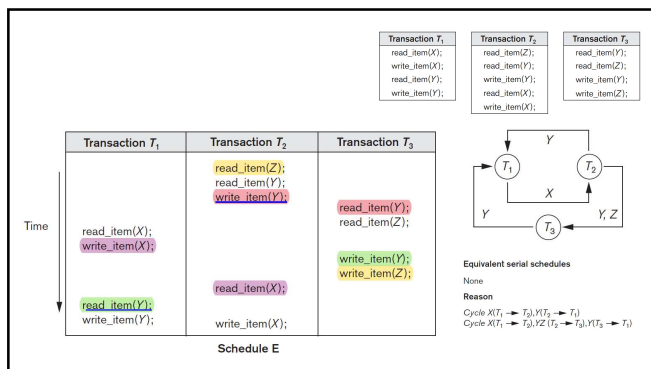 Transaction T₁
read_item(X);
write_item(X);
read_item(Y);
write_item(Y);
Transaction T₂
read_item(Z);
read_item(Y);
write_item(Y);
read_item(X);
write_item(X);
Transaction T₃
read_item(Y);
read_item(Z);
write_item(Y);
write_item(Z);
Time
Transaction T₁ Transaction T₂ Transaction T₃
read_item(Z);
read_item(Y);
write_item(Y);
read_item(Y);
read_item(Z);
read_item(X);
write_item(X);
write_item(Y);
write_item(Z);
read_item(X);
read_item(Y);
write_item(Y);
write_item(X);
Schedule E
Y
T₁ T₂
X
Y Y, Z
T₃
Equivalent serial schedules
None
Reason
Cycle X(T₁ → T₂),Y(T₂ → T₁)
Cycle X(T₁ → T₂),YZ (T₂ → T₃),Y(T₃ → T₁)